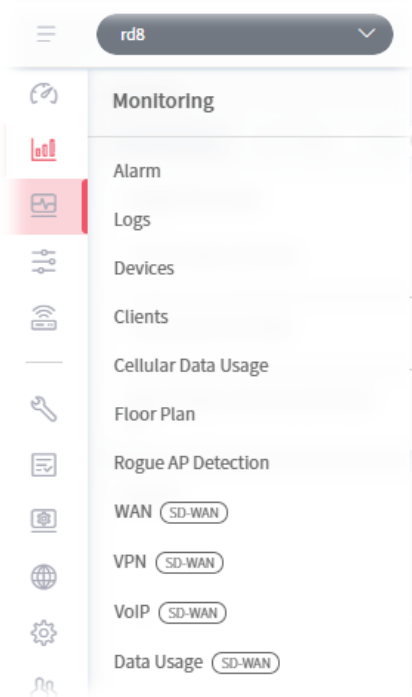 rd8
Monitoring
Alarm
Logs
Devices
Clients
Cellular Data Usage
Floor Plan
Rogue AP Detection
WAN SD-WAN
VPN SD-WAN
VoIP SD-WAN
Data Usage SD-WAN